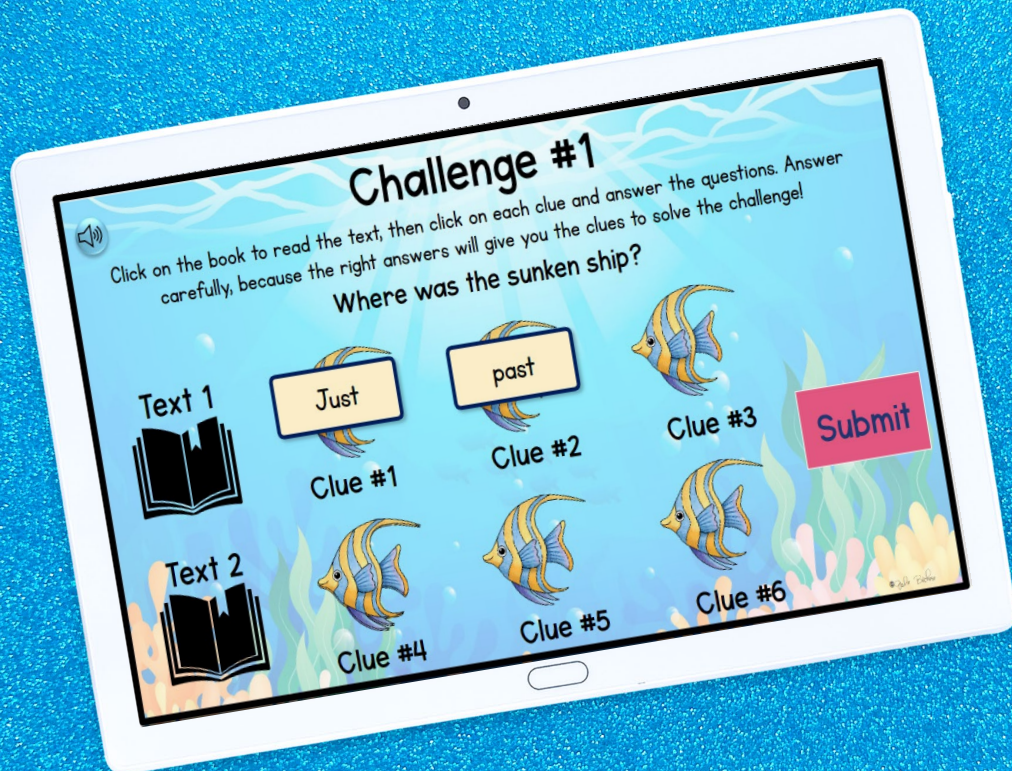 Challenge #1
Click on the book to read the text, then click on each clue and answer the questions. Answer
carefully, because the right answers will give you the clues to solve the challenge!
Where was the sunken ship?
Text 1
Just
past
Clue #1
Clue #2
Clue #3
Submit
Text 2
Clue #4
Clue #5
Clue #6